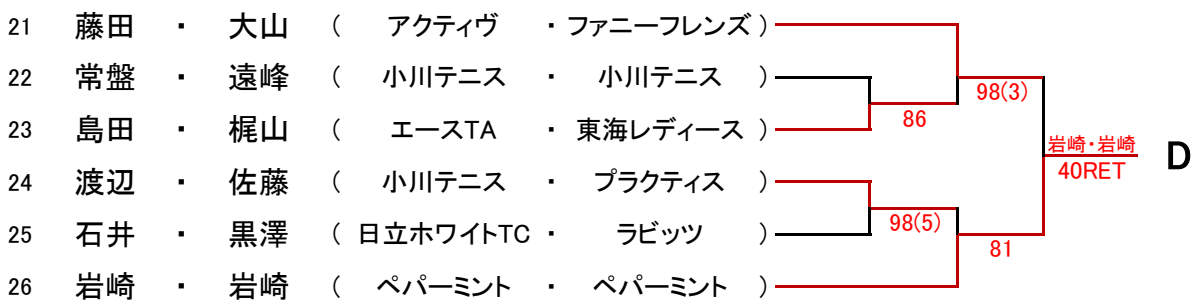 21 藤田 ・ 大山 ( アクティヴ ・ ファニーフレンズ )
22 常盤 ・ 遠峰 ( 小川テニス ・ 小川テニス )
98(3)
86
23 島田 ・ 梶山 ( エースTA ・ 東海レディース )
岩崎・岩崎
D
40RET
24 渡辺 ・ 佐藤 ( 小川テニス ・ プラクティス )
98(5)
25 石井 ・ 黒澤 ( 日立ホワイトTC ・ ラビッツ )
81
26 岩崎 ・ 岩崎 ( ペパーミント ・ ペパーミント )